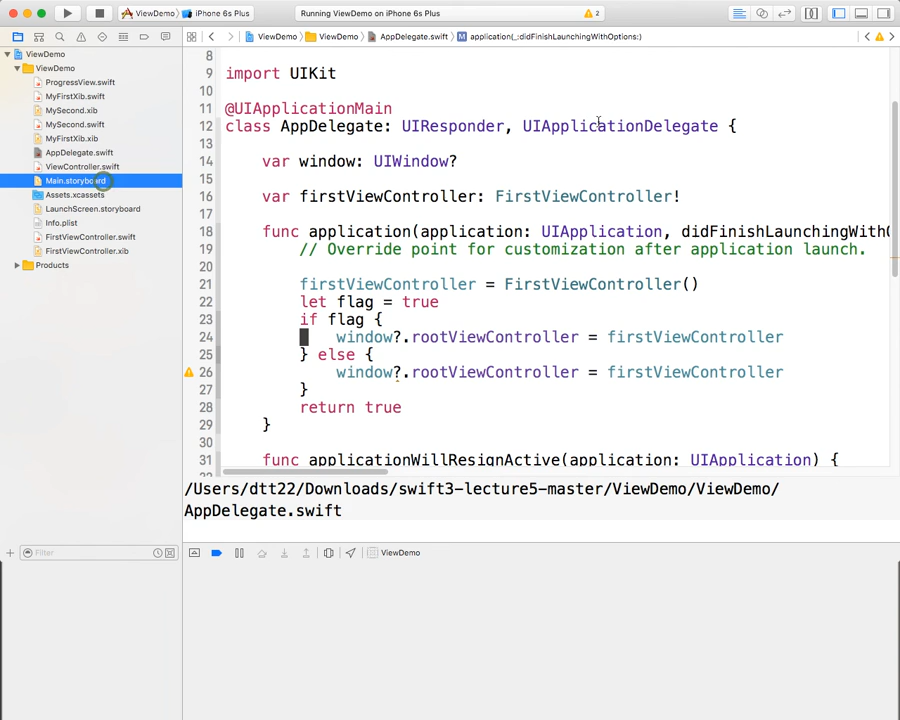 ViewDemo iPhone 6s Plus Running ViewDemo on iPhone 6s Plus 2
ViewDemo ViewDemo AppDelegate.swift M application(_:didFinishLaunchingWithOptions:)
ViewDemo
ViewDemo
ProgressView.swift
MyFirstXib.swift
MySecond.xib
MySecond.swift
MyFirstXib.xib
AppDelegate.swift
ViewController.swift
Main.storyboard
Assets.xcassets
LaunchScreen.storyboard
Info.plist
FirstViewController.swift
FirstViewController.xib
Products
Filter
8
9 import UIKit
10
11 @UIApplicationMain
12 class AppDelegate: UIResponder, UIApplicationDelegate {
13
14 var window: UIWindow?
15
16 var firstViewController: FirstViewController!
17
18 func application(application: UIApplication, didFinishLaunchingWithO
19 // Override point for customization after application launch.
20
21 firstViewController = FirstViewController()
22 let flag = true
23 if flag {
24 window?.rootViewController = firstViewController
25 } else {
26 window?.rootViewController = firstViewController
27 }
28 return true
29 }
30
31 func applicationWillResignActive(application: UIApplication) {
32
/Users/dtt22/Downloads/swift3-lecture5-master/ViewDemo/ViewDemo/
AppDelegate.swift
ViewDemo